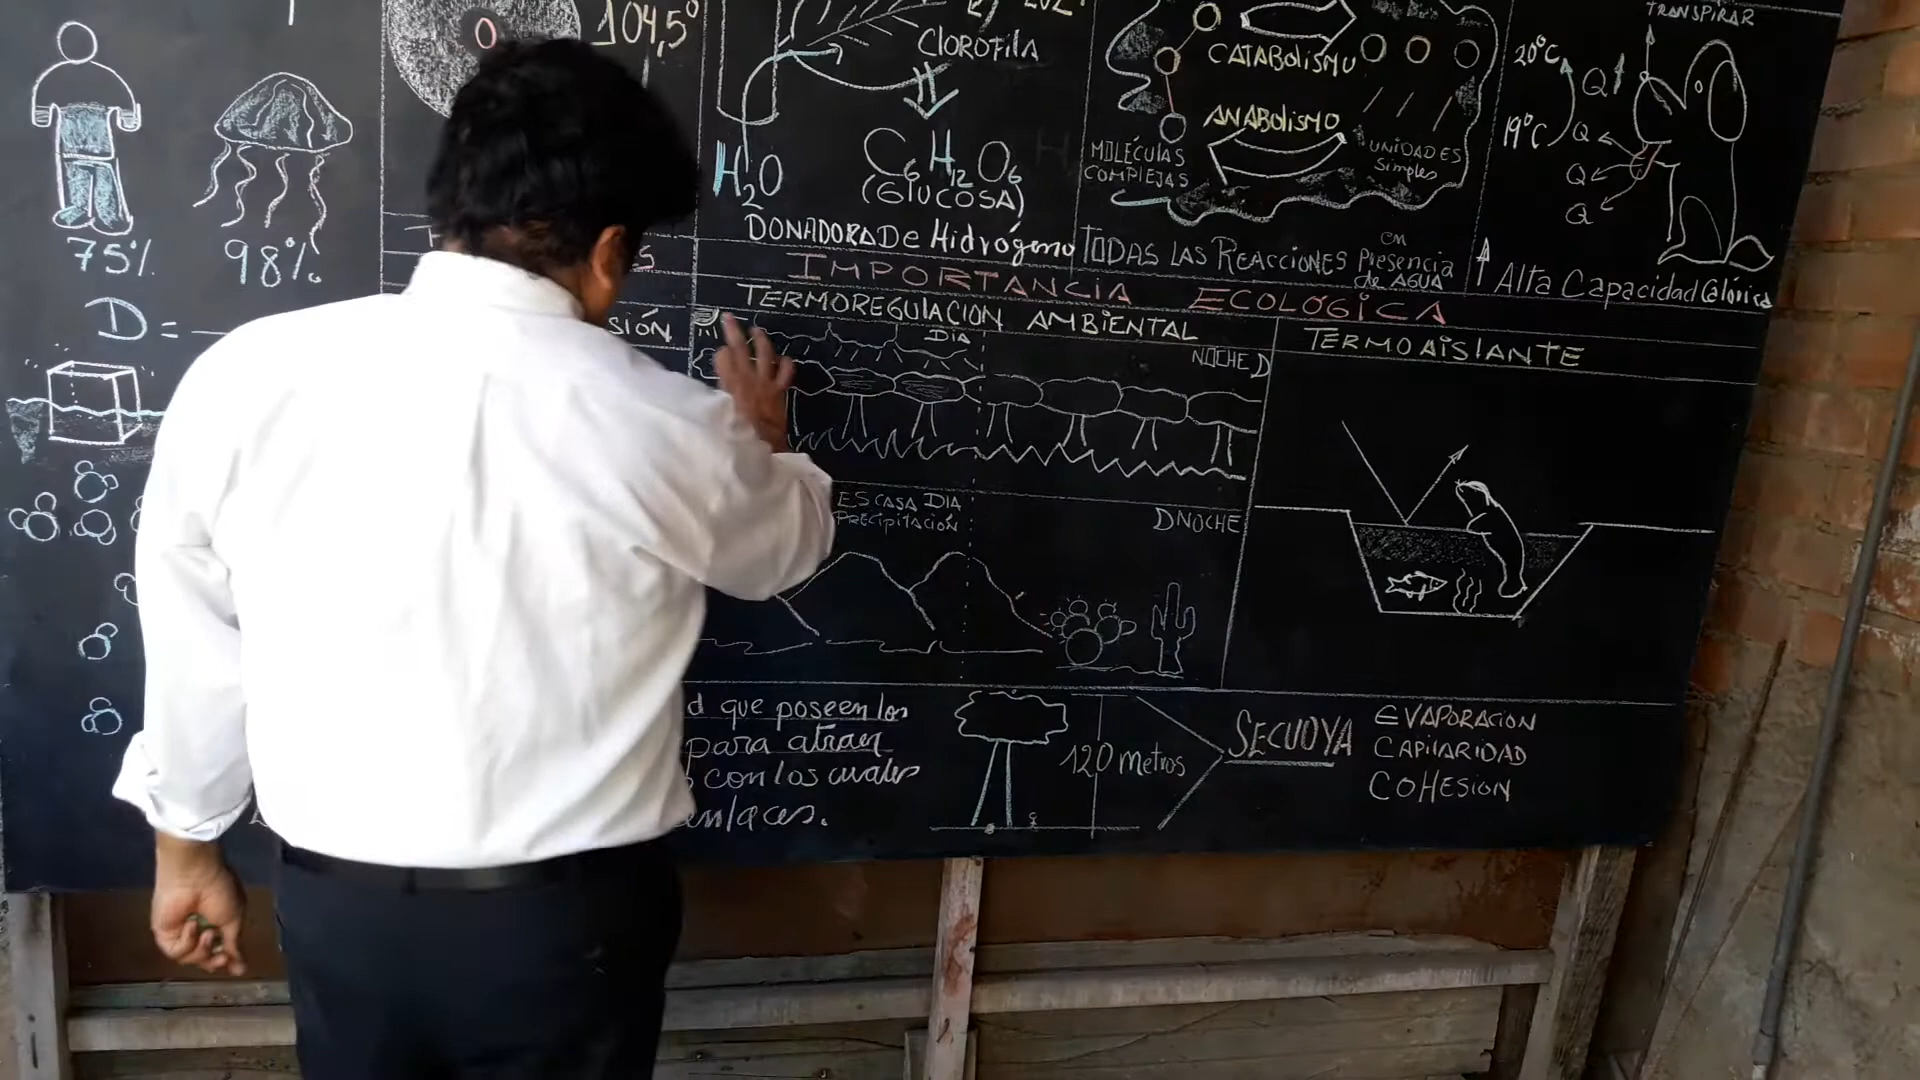 104,5°
CLOROFILA
H₂O
C₆H₁₂O₆
(GLUCOSA)
DONADORA De Hidrógeno
CATABOLISMO
ANABOLISMO
MOLÉCULAS
COMPLEJAS
UNIDADES
Simples
TODAS LAS REACCIONES en Presencia
de AGUA
TRANSPIRAR
20°C
19°C
Q
Q
Q
Q
Alta Capacidad Calórica
75%
98%
D =
IMPORTANCIA ECOLÓGICA
SIÓN
TERMOREGULACION AMBIENTAL
DIA
NOCHE
TERMOAISLANTE
ESCASA DIA
PRECIPITACIÓN
NOCHE
d que poseen los
para atraer
con los cuales
enlaces.
120 metros
SECUOYA
EVAPORACION
CAPILARIDAD
COHESION